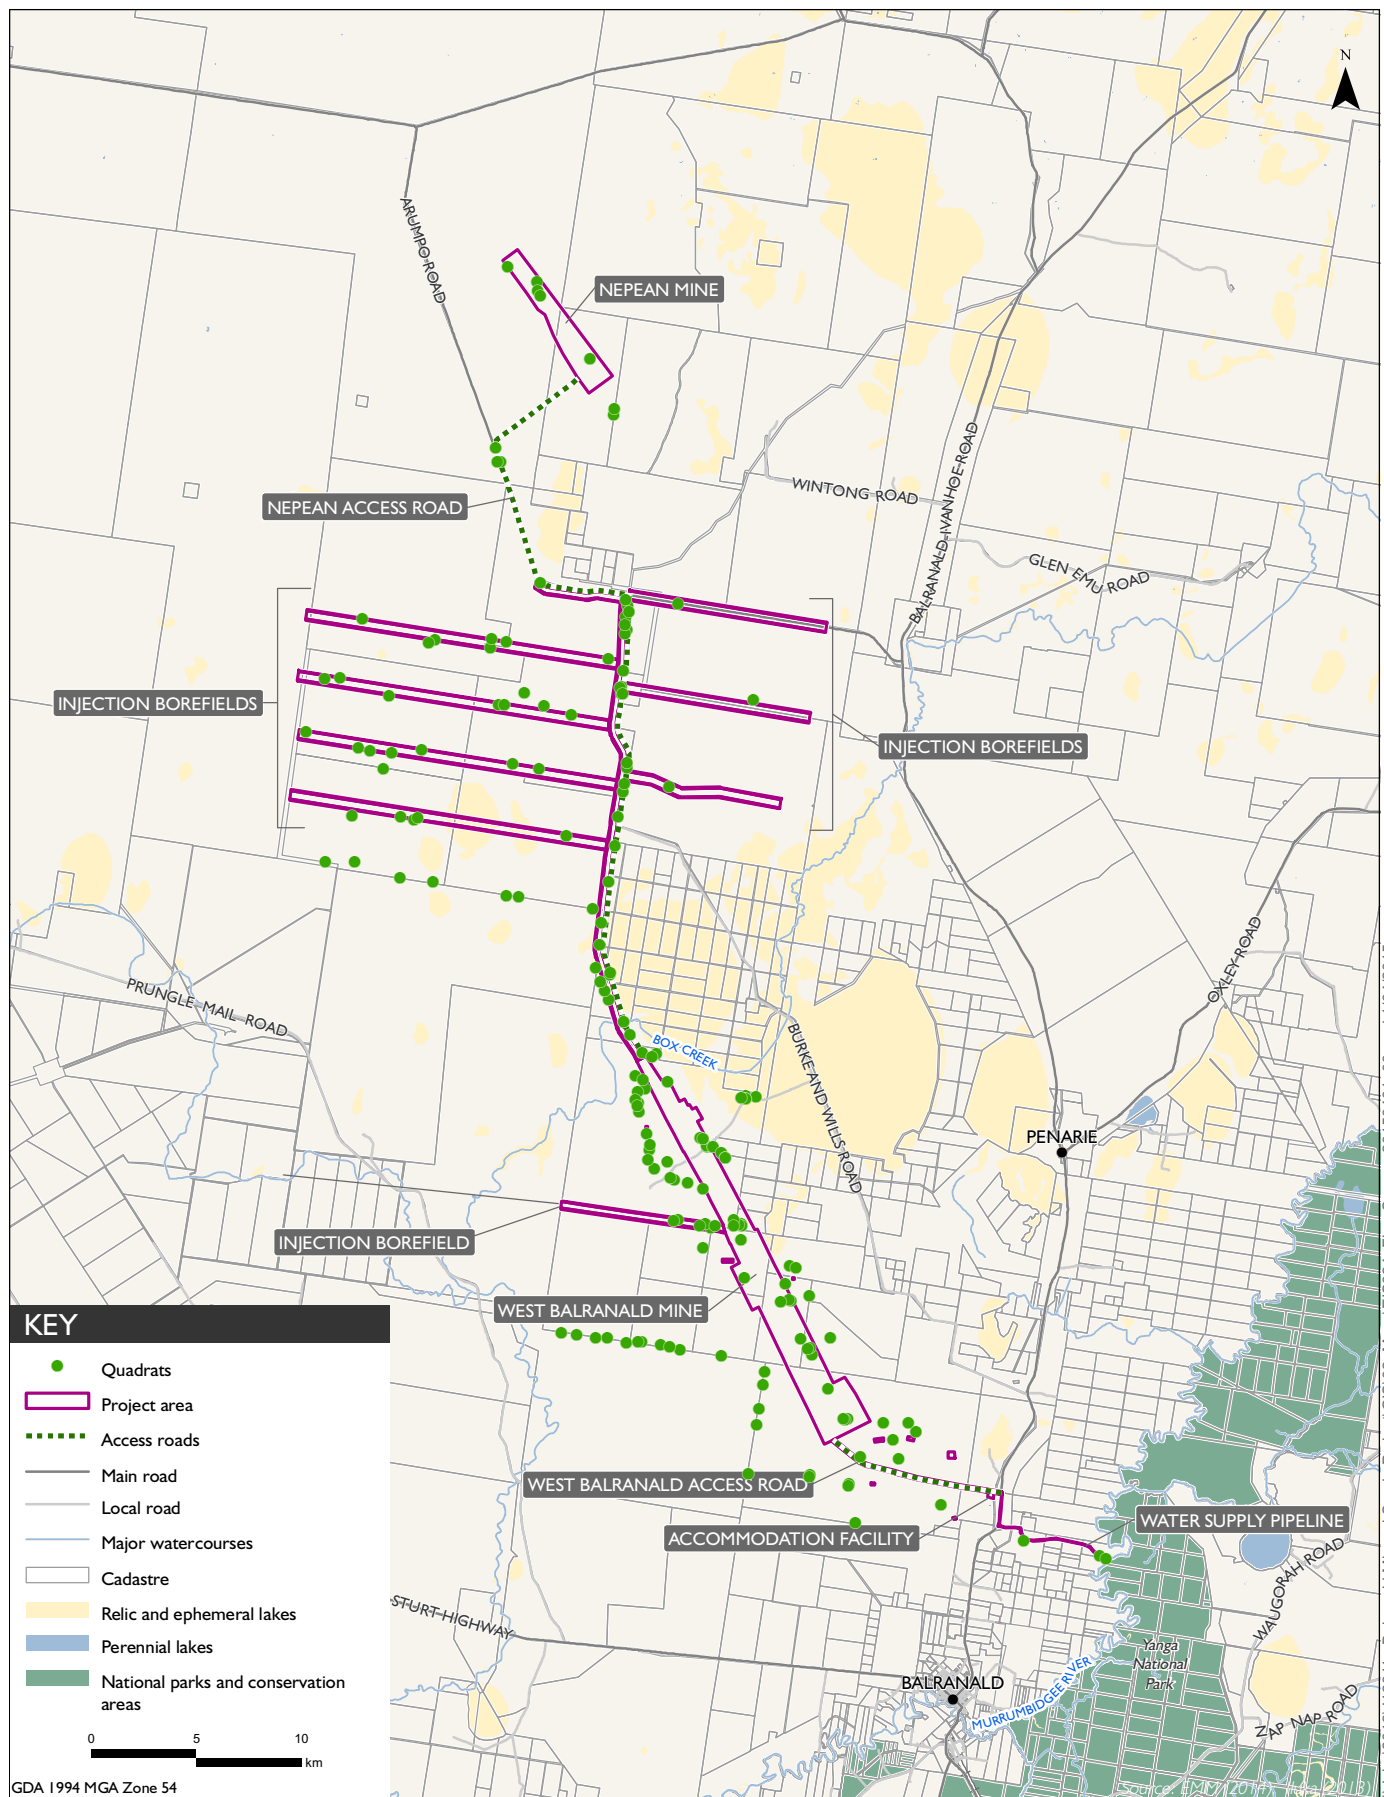 N
ARUMPO ROAD
NEPEAN MINE
BALRANALD-IVANHOE ROAD
WINTONG ROAD
NEPEAN ACCESS ROAD
GLEN EMU ROAD
INJECTION BOREFIELDS
INJECTION BOREFIELDS
OXLEY ROAD
PRUNGLE MAIL ROAD
BOX CREEK
BURKE AND WILLS ROAD
PENARIE
INJECTION BOREFIELD
WEST BALRANALD MINE
WEST BALRANALD ACCESS ROAD
ACCOMMODATION FACILITY
WATER SUPPLY PIPELINE
WAUGORAH ROAD
STURT HIGHWAY
Yanga
National
Park
BALRANALD
MURRUMBIDGEE RIVER
ZAP NAP ROAD
KEY
Quadrats
Project area
Access roads
Main road
Local road
Major watercourses
Cadastre
Relic and ephemeral lakes
Perennial lakes
National parks and conservation
areas
0 5 10
km
GDA 1994 MGA Zone 54
Source: EMM (2014);